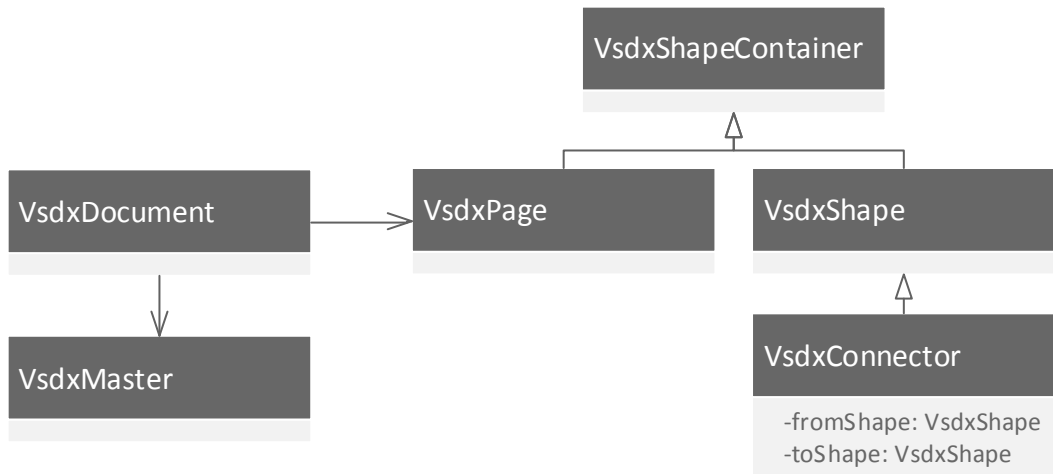 VsdxShapeContainer
VsdxDocument
VsdxPage
VsdxShape
VsdxMaster
VsdxConnector
-fromShape: VsdxShape
-toShape: VsdxShape